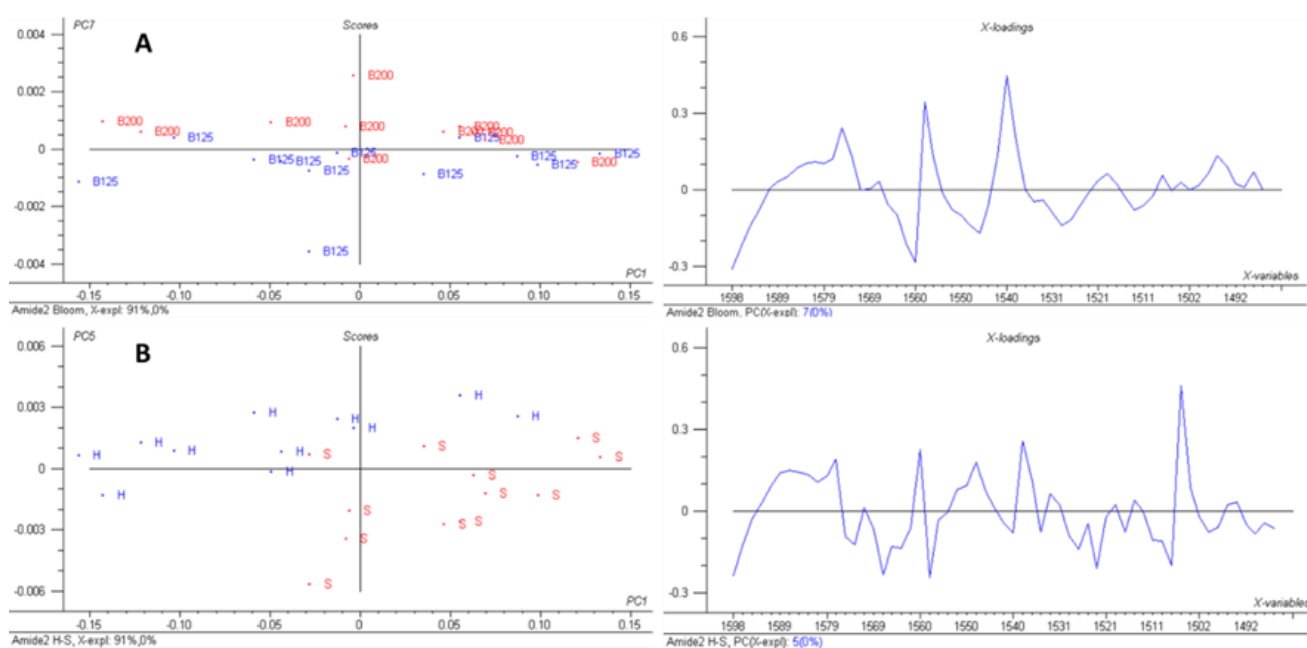 PC7 Scores
A
0.004
0.002
0
-0.002
-0.004
B200
B200
B200
B200
B200
B200
B200
B200
B200
B200
B200
B125
B125
B125
B125
B125
B125
B125
B125
B125
B125
B125
B125
PC1
-0.15 -0.10 -0.05 0 0.05 0.10 0.15
Amide2 Bloom, X-expl: 91%,0%
X-loadings
0.6
0.3
0
-0.3
X-variables
1598 1589 1579 1569 1560 1550 1540 1531 1521 1511 1502 1492
Amide2 Bloom, PC(X-expl): 7(0%)
PC5 Scores
B
0.006
0.003
0
-0.003
-0.006
H
H
H
H
H
H
H
H
H
H
H
S
S
S
S
S
S
S
S
S
S
S
S
PC1
-0.15 -0.10 -0.05 0 0.05 0.10 0.15
Amide2 H-S, X-expl: 91%,0%
X-loadings
0.6
0.3
0
-0.3
X-variables
1598 1589 1579 1569 1560 1550 1540 1531 1521 1511 1502 1492
Amide2 H-S, PC(X-expl): 5(0%)